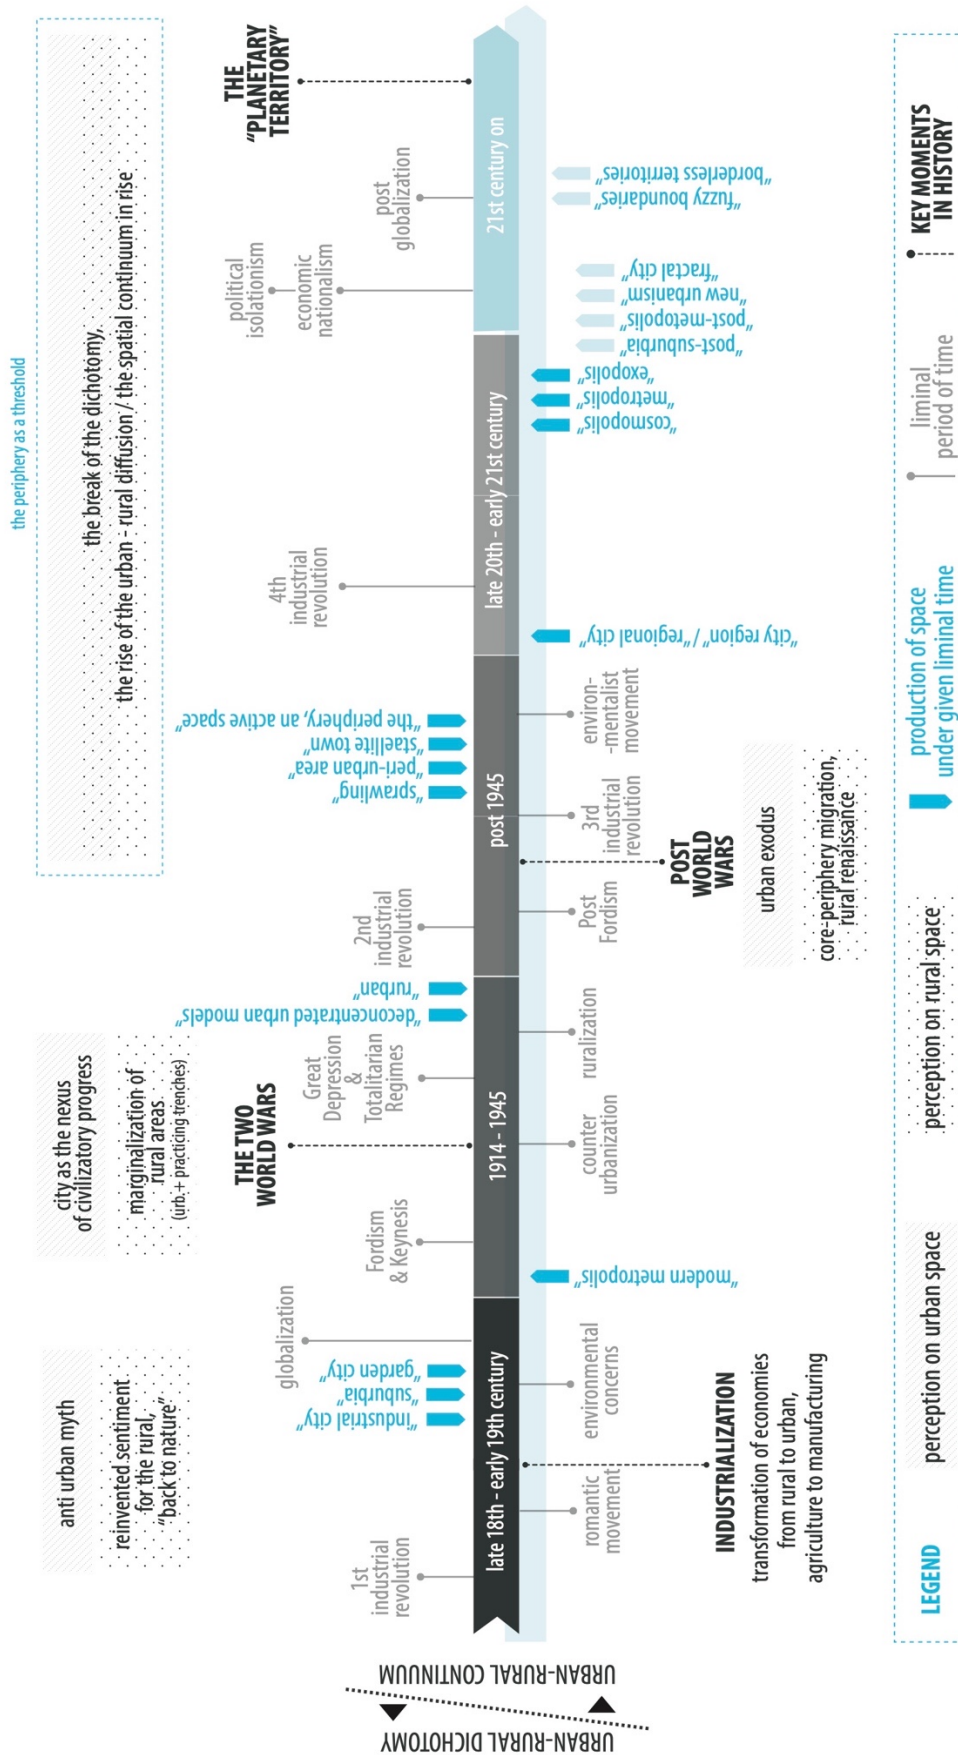 the periphery as a threshold
anti urban myth
reinvented sentiment
for the rural,
"back to nature"
city as the nexus
of civilizatory progress
marginalization of
rural areas
(urb.+ practicing trenches)
the break of the dichotomy,
the rise of the urban - rural diffusion / the spatial continuum in rise
1st
industrial
revolution
globalization
"industrial city"
"suburbia"
"garden city"
Fordism
& Keynesis
THE TWO
WORLD WARS
Great
Depression
&
Totalitarian
Regimes
"deconcentrated urban models"
"rurban"
2nd
industrial
revolution
"sprawling"
"peri-urban area"
"staellite town"
"the periphery, an active space"
4th
industrial
revolution
political
isolationism
economic
nationalism
post
globalization
THE
"PLANETARY
TERRITORY"
URBAN-RURAL DICHOTOMY
URBAN-RURAL CONTINUUM
late 18th - early 19th century
1914 - 1945
post 1945
late 20th - early 21st century
21st century on
romantic
movement
environmental
concerns
"modern metropolis"
counter
urbanization
ruralization
Post
Fordism
3rd
industrial
revolution
environ-
-mentalist
movement
"city region"/"regional city"
"cosmopolis"
"metropolis"
"exopolis"
"post-suburbia"
"post-metopolis"
"new urbanism"
"fractal city"
"fuzzy boundaries"
"borderless territories"
INDUSTRIALIZATION
transformation of economies
from rural to urban,
agriculture to manufacturing
POST
WORLD
WARS
urban exodus
core-periphery migration,
rural renaissance
LEGEND
perception on urban space
perception on rural space
production of space
under given liminal time
liminal
period of time
KEY MOMENTS
IN HISTORY